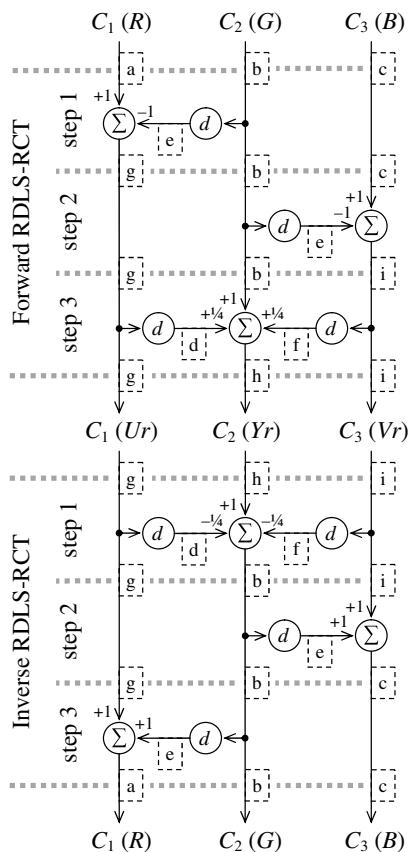 C1 (R) C2 (G) C3 (B)
Forward RDLS-RCT
a b c
step 1
+1
Σ −1 d
e
g b c
step 2
+1
d −1 Σ
e
g b i
step 3
+1
d +¼ Σ +¼ d
d f
g h i
C1 (Ur) C2 (Yr) C3 (Vr)
Inverse RDLS-RCT
g h i
step 1
+1
d −¼ Σ −¼ d
d f
g b i
step 2
+1
d +1 Σ
e
g b c
step 3
+1
Σ +1 d
e
a b c
C1 (R) C2 (G) C3 (B)